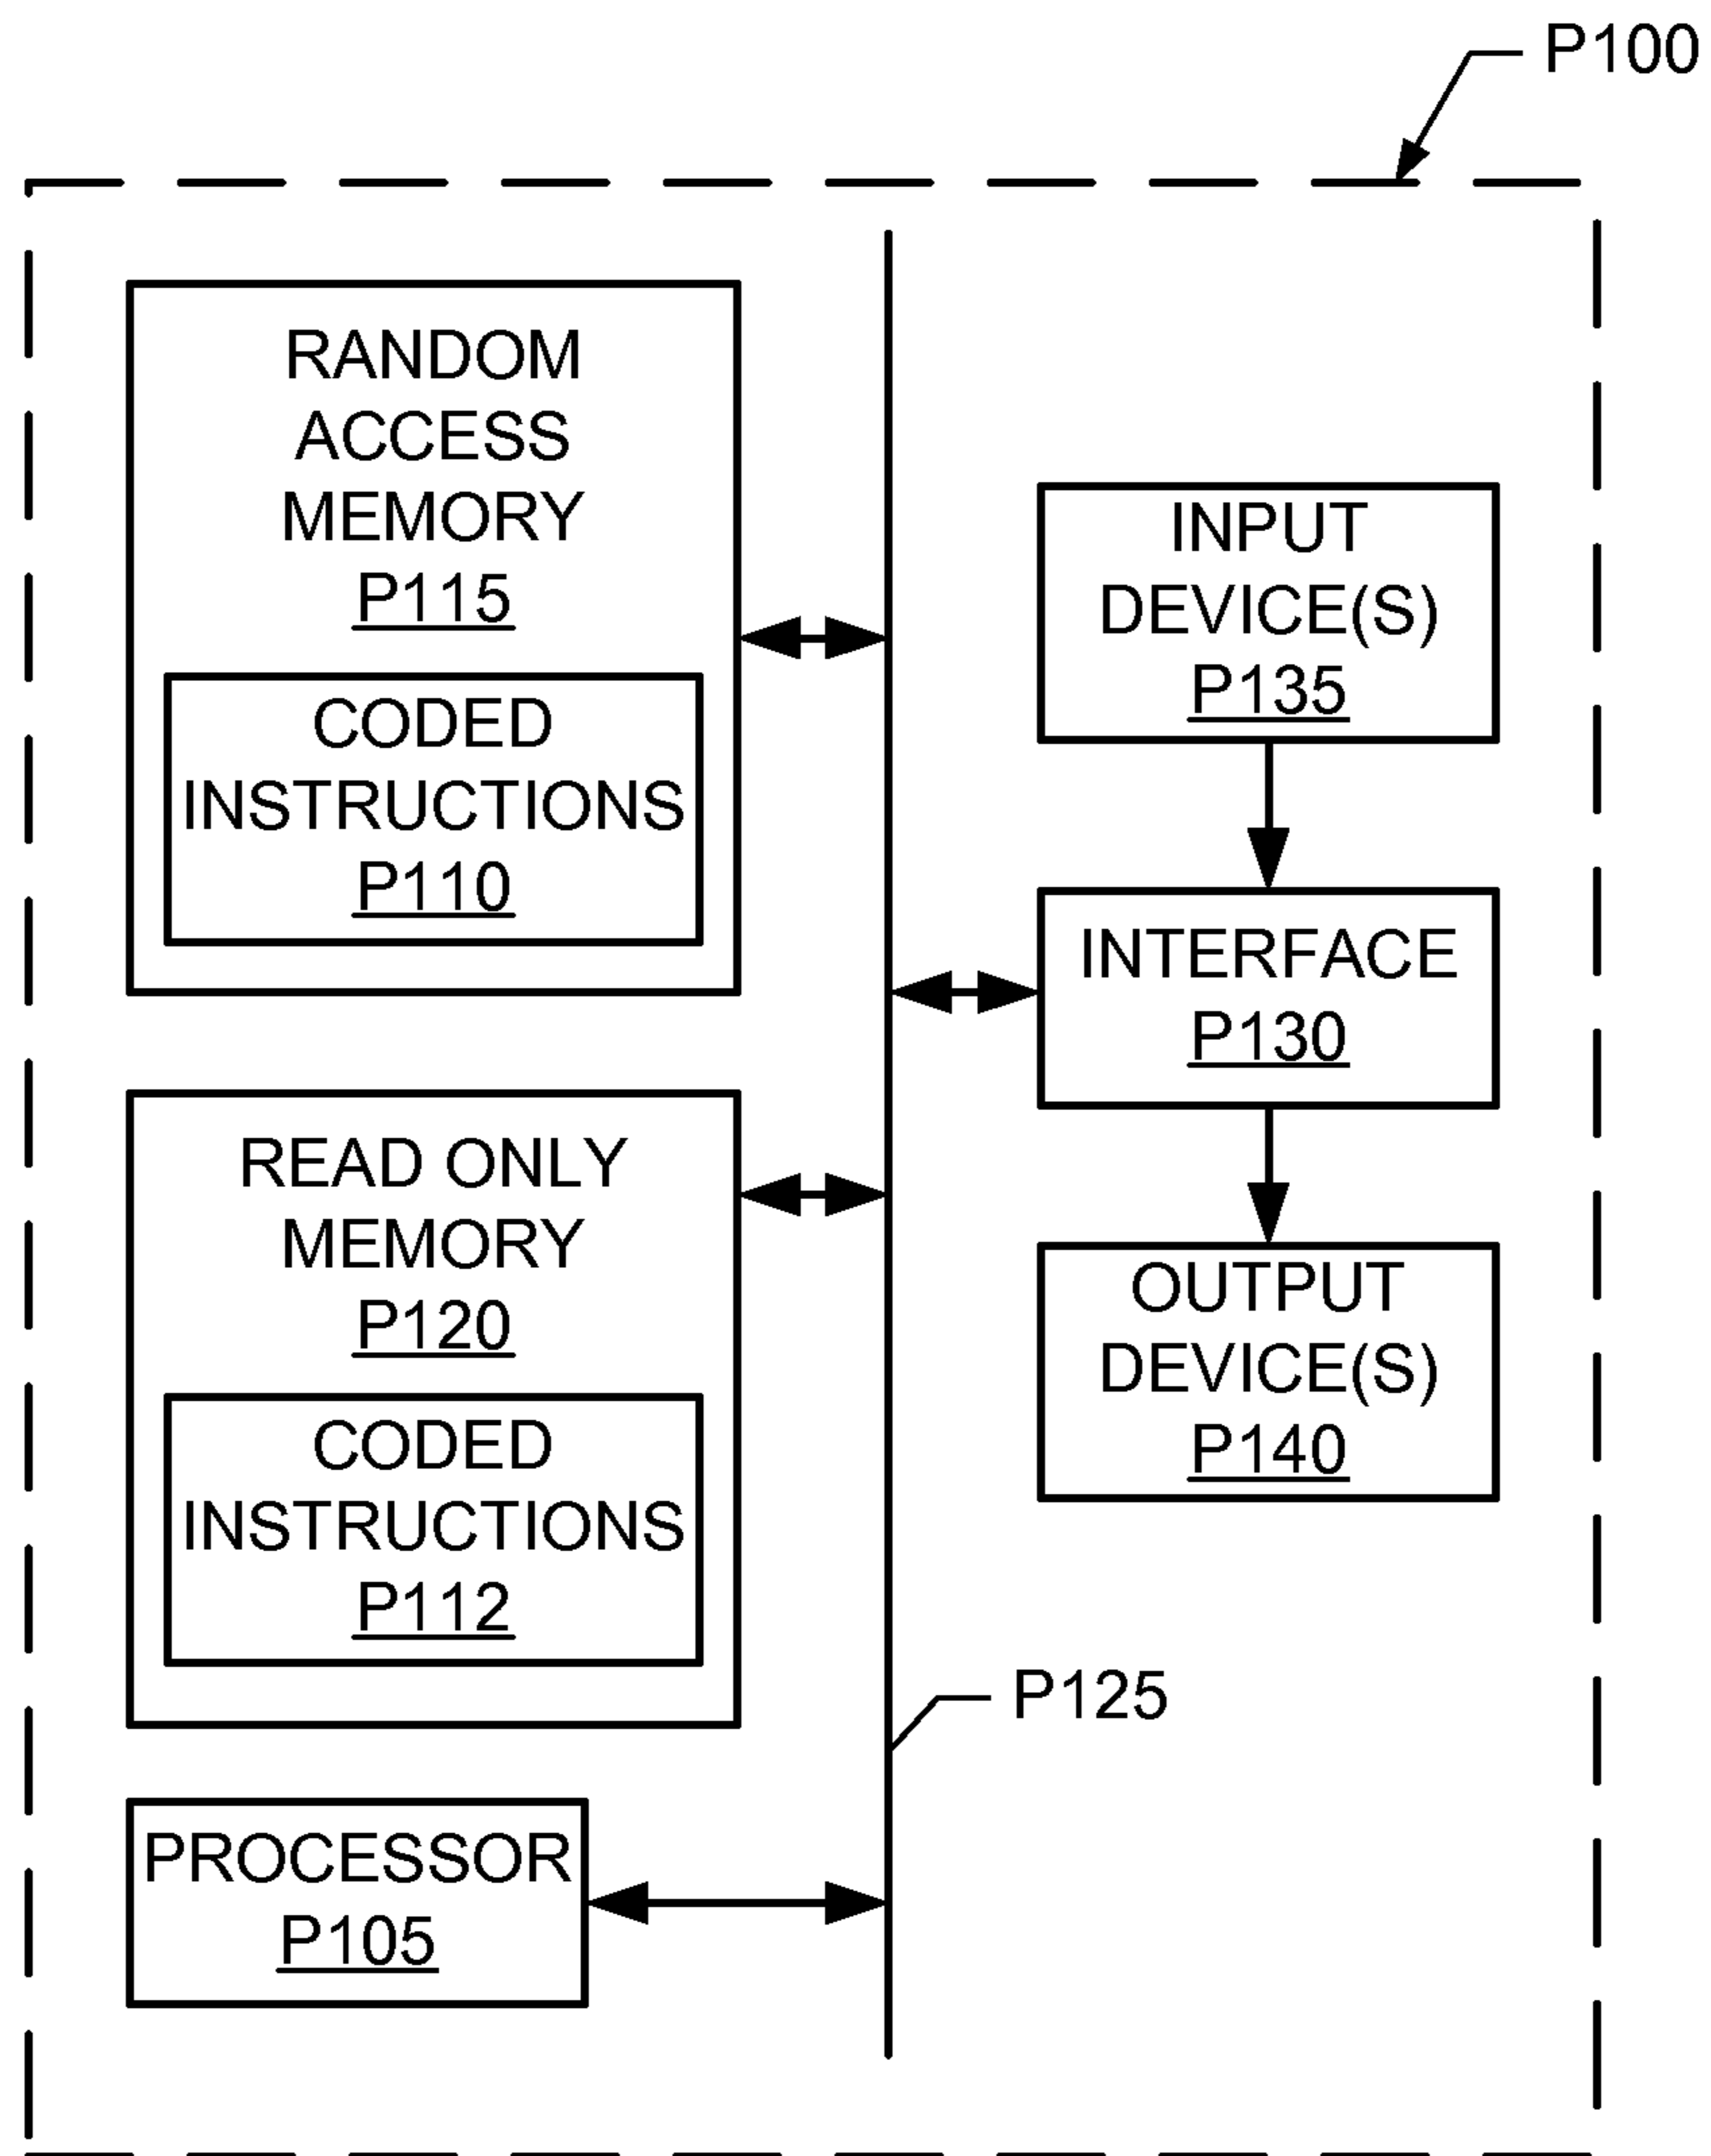 P100
RANDOM
ACCESS
MEMORY
P115
CODED
INSTRUCTIONS
P110
READ ONLY
MEMORY
P120
CODED
INSTRUCTIONS
P112
PROCESSOR
P105
INPUT
DEVICE(S)
P135
INTERFACE
P130
OUTPUT
DEVICE(S)
P140
P125